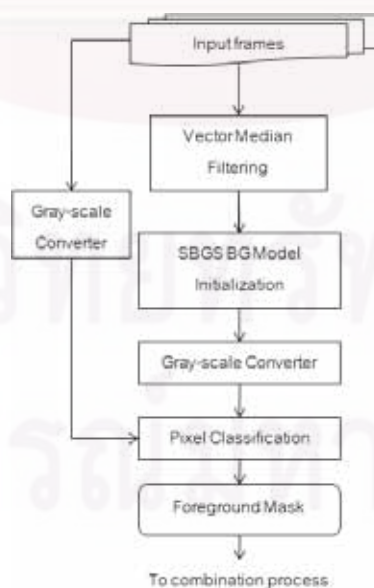 Input frames
Vector Median
Filtering
Gray-scale
Converter
SBGS BG Model
Initialization
Gray-scale Converter
Pixel Classification
Foreground Mask
To combination process